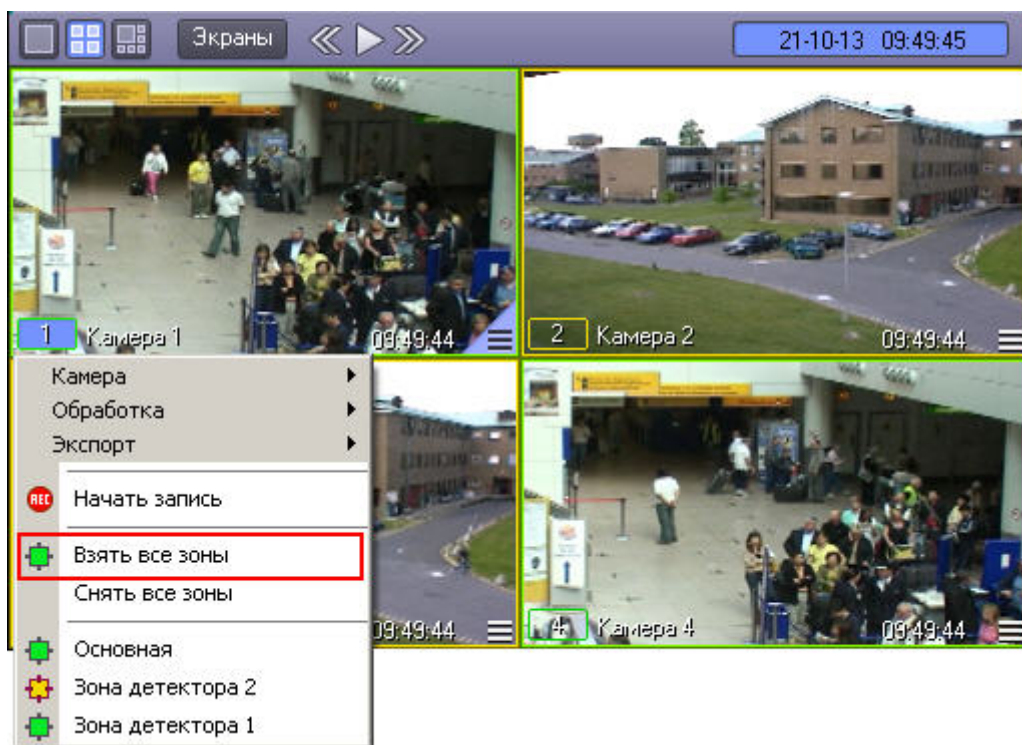 Экраны 21-10-13 09:49:45
1 Камера 1 09:49:44
2 Камера 2 09:49:44
Камера
Обработка
Экспорт
REC Начать запись
Взять все зоны
Снять все зоны
09:49:44
4 Камера 4 09:49:44
Основная
Зона детектора 2
Зона детектора 1